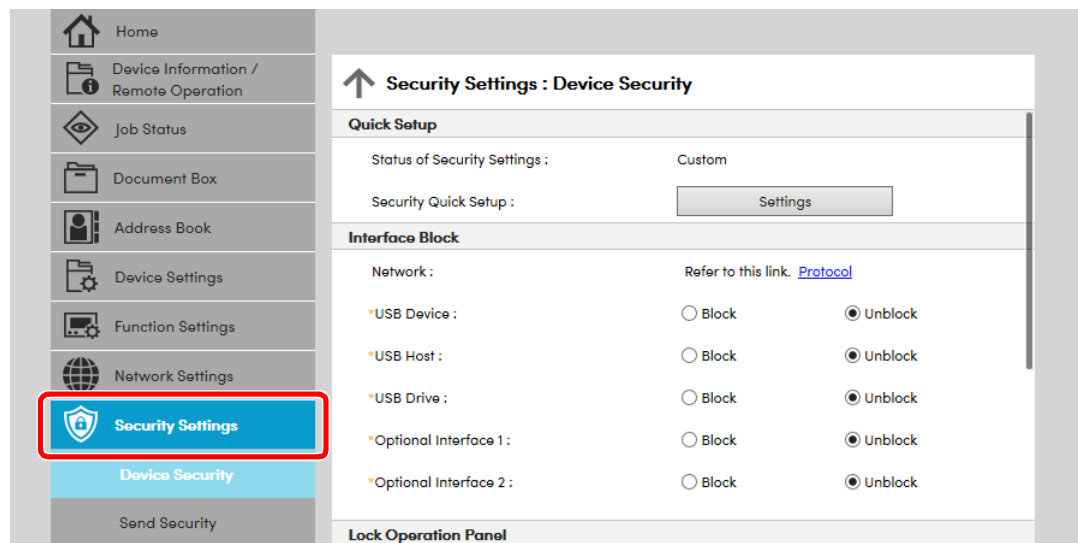 Home
Device Information /
Remote Operation
Job Status
Document Box
Address Book
Device Settings
Function Settings
Network Settings
Security Settings
Device Security
Send Security
Security Settings : Device Security
Quick Setup
Status of Security Settings : Custom
Security Quick Setup : Settings
Interface Block
Network : Refer to this link. Protocol
*USB Device : Block Unblock
*USB Host : Block Unblock
*USB Drive : Block Unblock
*Optional Interface 1 : Block Unblock
*Optional Interface 2 : Block Unblock
Lock Operation Panel